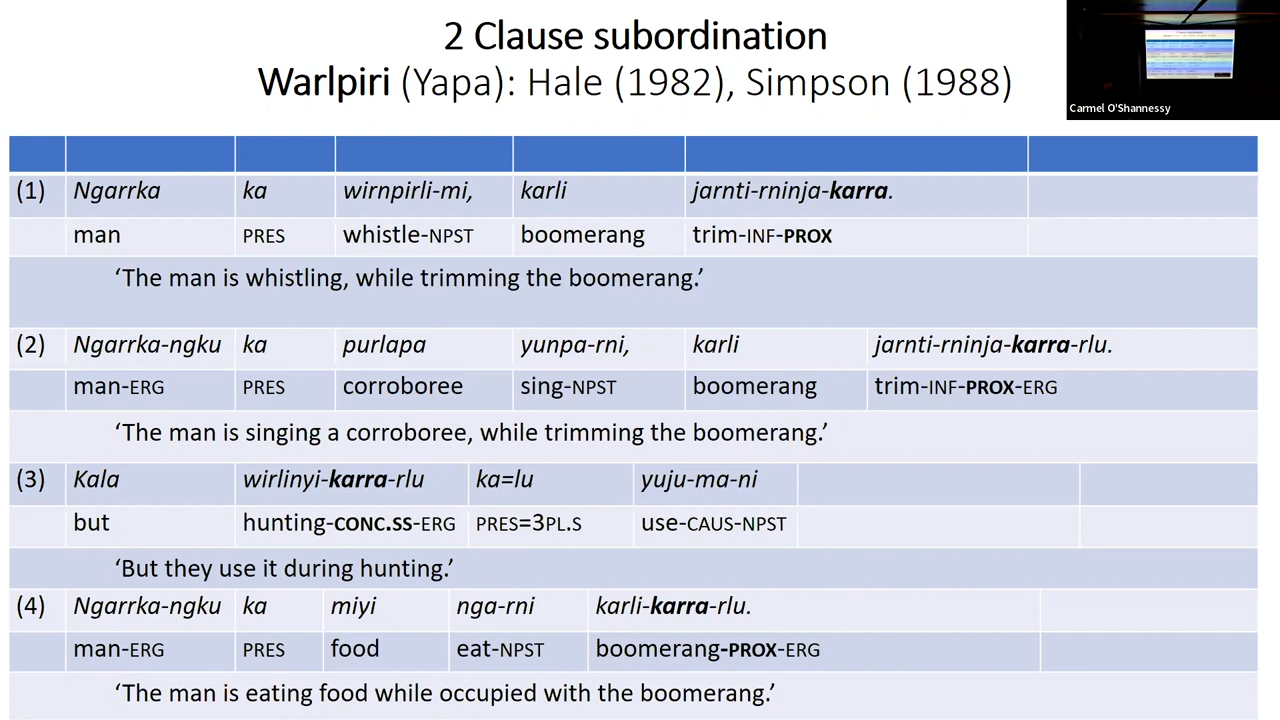 2 Clause subordination
Warlpiri (Yapa): Hale (1982), Simpson (1988)
Carmel O'Shannessy
(1) Ngarrka ka wirnpirli-mi, karli jarnti-rninja-karra.
man PRES whistle-NPST boomerang trim-INF-PROX
‘The man is whistling, while trimming the boomerang.’
(2) Ngarrka-ngku ka purlapa yunpa-rni, karli jarnti-rninja-karra-rlu.
man-ERG PRES corroboree sing-NPST boomerang trim-INF-PROX-ERG
‘The man is singing a corroboree, while trimming the boomerang.’
(3) Kala wirlinyi-karra-rlu ka=lu yuju-ma-ni
but hunting-CONC.SS-ERG PRES=3PL.S use-CAUS-NPST
‘But they use it during hunting.’
(4) Ngarrka-ngku ka miyi nga-rni karli-karra-rlu.
man-ERG PRES food eat-NPST boomerang-PROX-ERG
‘The man is eating food while occupied with the boomerang.’